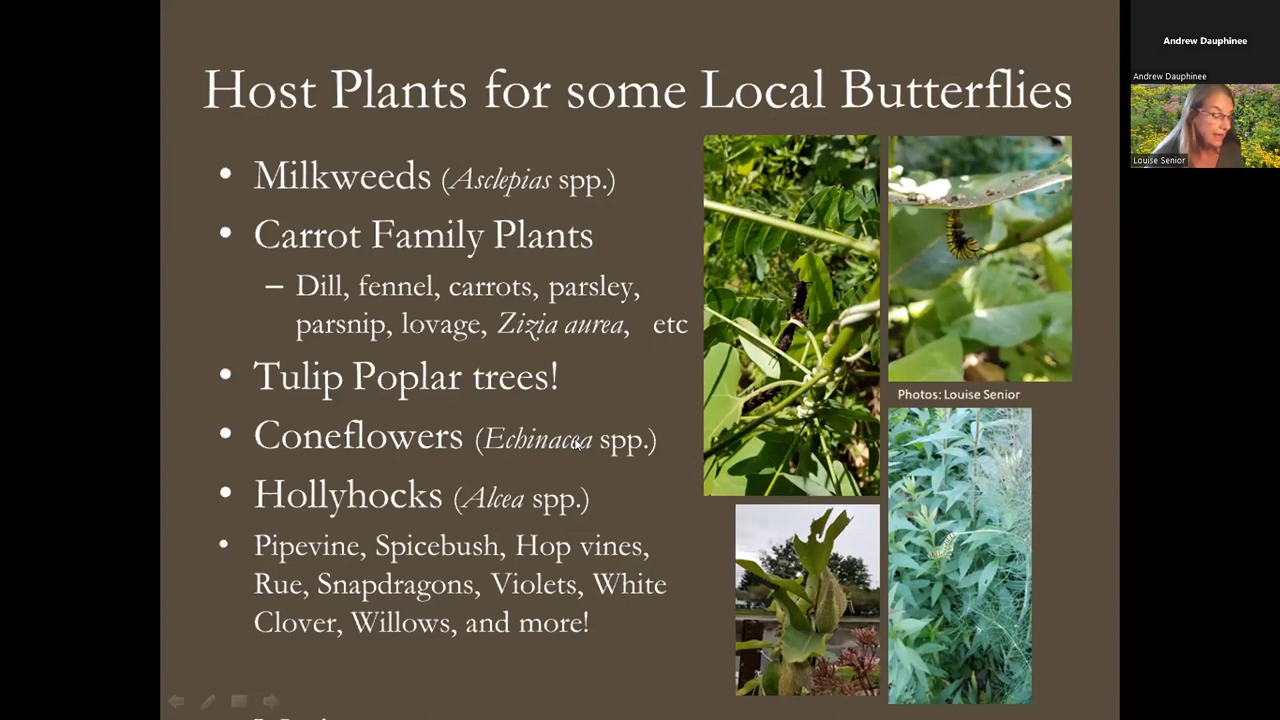 Host Plants for some Local Butterflies
• Milkweeds (Asclepias spp.)
• Carrot Family Plants
– Dill, fennel, carrots, parsley,
parsnip, lovage, Zizia aurea, etc
• Tulip Poplar trees!
• Coneflowers (Echinacea spp.)
• Hollyhocks (Alcea spp.)
• Pipevine, Spicebush, Hop vines,
Rue, Snapdragons, Violets, White
Clover, Willows, and more!
Photos: Louise Senior
Andrew Dauphinee
Andrew Dauphinee
Louise Senior